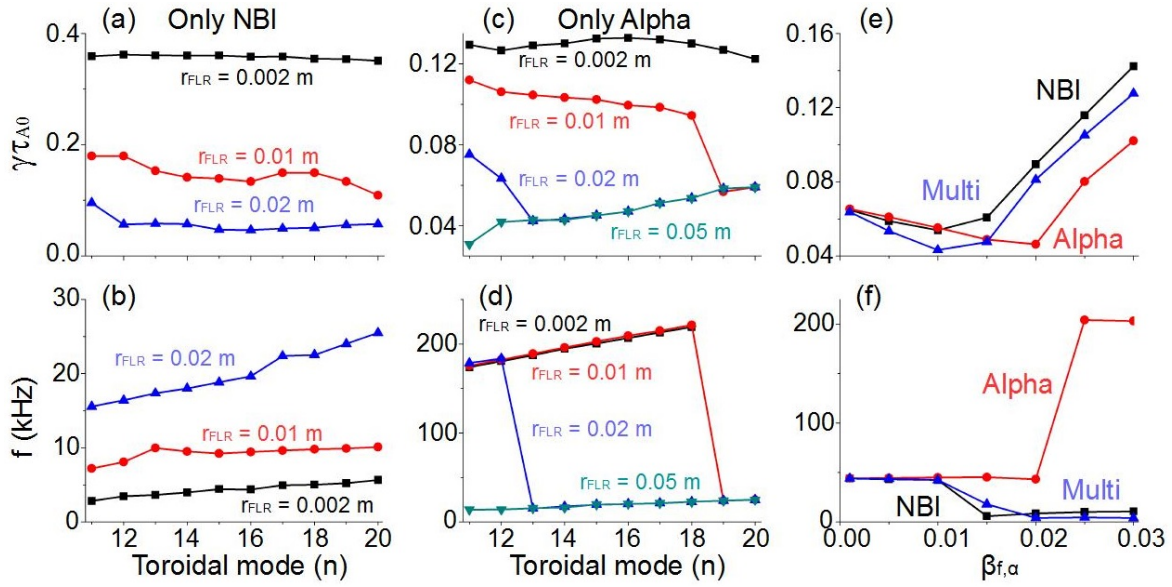 (a) Only NBI
0.4
0.2
0.0
γτA0
rFLR = 0.002 m
rFLR = 0.01 m
rFLR = 0.02 m
(c) Only Alpha
0.12
0.08
0.04
rFLR = 0.002 m
rFLR = 0.01 m
rFLR = 0.02 m
rFLR = 0.05 m
(e)
0.16
0.12
0.08
0.04
NBI
Multi
Alpha
(b)
30
20
10
0
f (kHz)
rFLR = 0.02 m
rFLR = 0.01 m
rFLR = 0.002 m
12 14 16 18 20
Toroidal mode (n)
(d)
200
100
0
rFLR = 0.002 m
rFLR = 0.01 m
rFLR = 0.02 m
rFLR = 0.05 m
12 14 16 18 20
Toroidal mode (n)
(f)
200
100
0
Alpha
NBI
Multi
0.00 0.01 0.02 0.03
βf,α